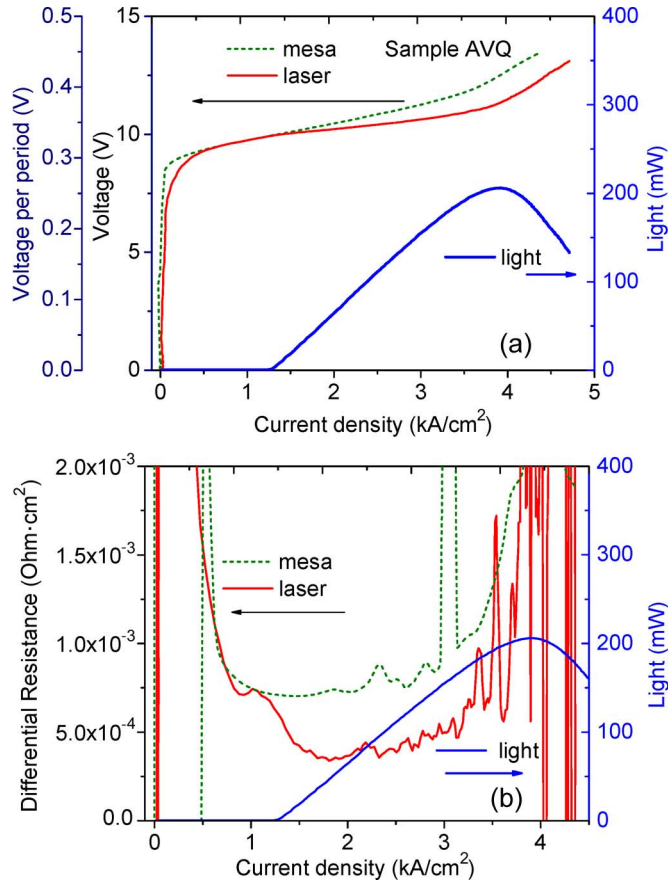 0.5
0.4
0.3
0.2
0.1
0.0
Voltage per period (V)
15
10
5
0
Voltage (V)
mesa
laser
Sample AVQ
light
(a)
400
300
200
100
0
Light (mW)
0 1 2 3 4 5
Current density (kA/cm²)
2.0x10⁻³
1.5x10⁻³
1.0x10⁻³
5.0x10⁻⁴
0.0
Differential Resistance (Ohm·cm²)
mesa
laser
light
(b)
400
300
200
100
0
Light (mW)
0 1 2 3 4
Current density (kA/cm²)